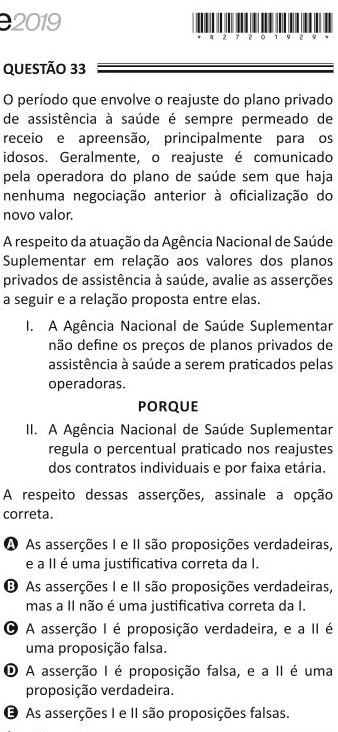 e2019
*R2720192​9*
QUESTÃO 33
O período que envolve o reajuste do plano privado
de assistência à saúde é sempre permeado de
receio e apreensão, principalmente para os
idosos. Geralmente, o reajuste é comunicado
pela operadora do plano de saúde sem que haja
nenhuma negociação anterior à oficialização do
novo valor.
A respeito da atuação da Agência Nacional de Saúde
Suplementar em relação aos valores dos planos
privados de assistência à saúde, avalie as asserções
a seguir e a relação proposta entre elas.
I. A Agência Nacional de Saúde Suplementar
não define os preços de planos privados de
assistência à saúde a serem praticados pelas
operadoras.
PORQUE
II. A Agência Nacional de Saúde Suplementar
regula o percentual praticado nos reajustes
dos contratos individuais e por faixa etária.
A respeito dessas asserções, assinale a opção
correta.
A As asserções I e II são proposições verdadeiras,
e a II é uma justificativa correta da I.
B As asserções I e II são proposições verdadeiras,
mas a II não é uma justificativa correta da I.
C A asserção I é proposição verdadeira, e a II é
uma proposição falsa.
D A asserção I é proposição falsa, e a II é uma
proposição verdadeira.
E As asserções I e II são proposições falsas.